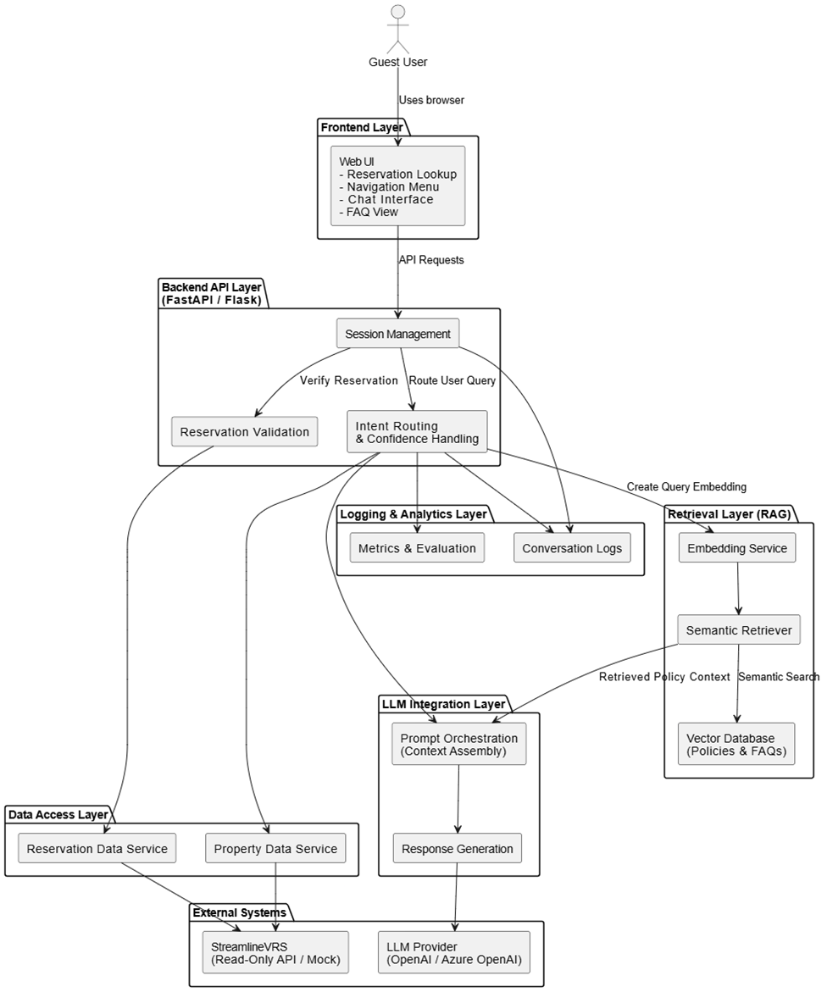 Guest User
Uses browser
Frontend Layer
Web UI
- Reservation Lookup
- Navigation Menu
- Chat Interface
- FAQ View
API Requests
Backend API Layer
(FastAPI / Flask)
Session Management
Verify Reservation
Route User Query
Reservation Validation
Intent Routing
& Confidence Handling
Create Query Embedding
Logging & Analytics Layer
Metrics & Evaluation
Conversation Logs
Retrieval Layer (RAG)
Embedding Service
Semantic Retriever
Retrieved Policy Context
Semantic Search
Vector Database
(Policies & FAQs)
LLM Integration Layer
Prompt Orchestration
(Context Assembly)
Response Generation
Data Access Layer
Reservation Data Service
Property Data Service
External Systems
StreamlineVRS
(Read-Only API / Mock)
LLM Provider
(OpenAI / Azure OpenAI)